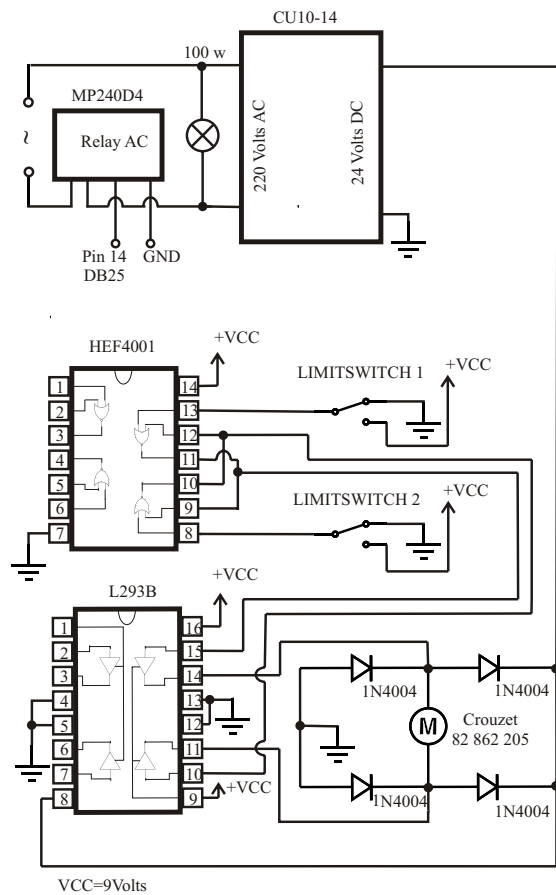 CU10-14
100 w
MP240D4
Relay AC
~
220 Volts AC
24 Volts DC
Pin 14
DB25
GND
HEF4001
+VCC
1
2
3
4
5
6
7
14
13
12
11
10
9
8
LIMITSWITCH 1
+VCC
LIMITSWITCH 2
+VCC
L293B
+VCC
1
2
3
4
5
6
7
8
16
15
14
13
12
11
10
9
+VCC
1N4004
1N4004
M
Crouzet
82 862 205
1N4004
1N4004
VCC=9Volts